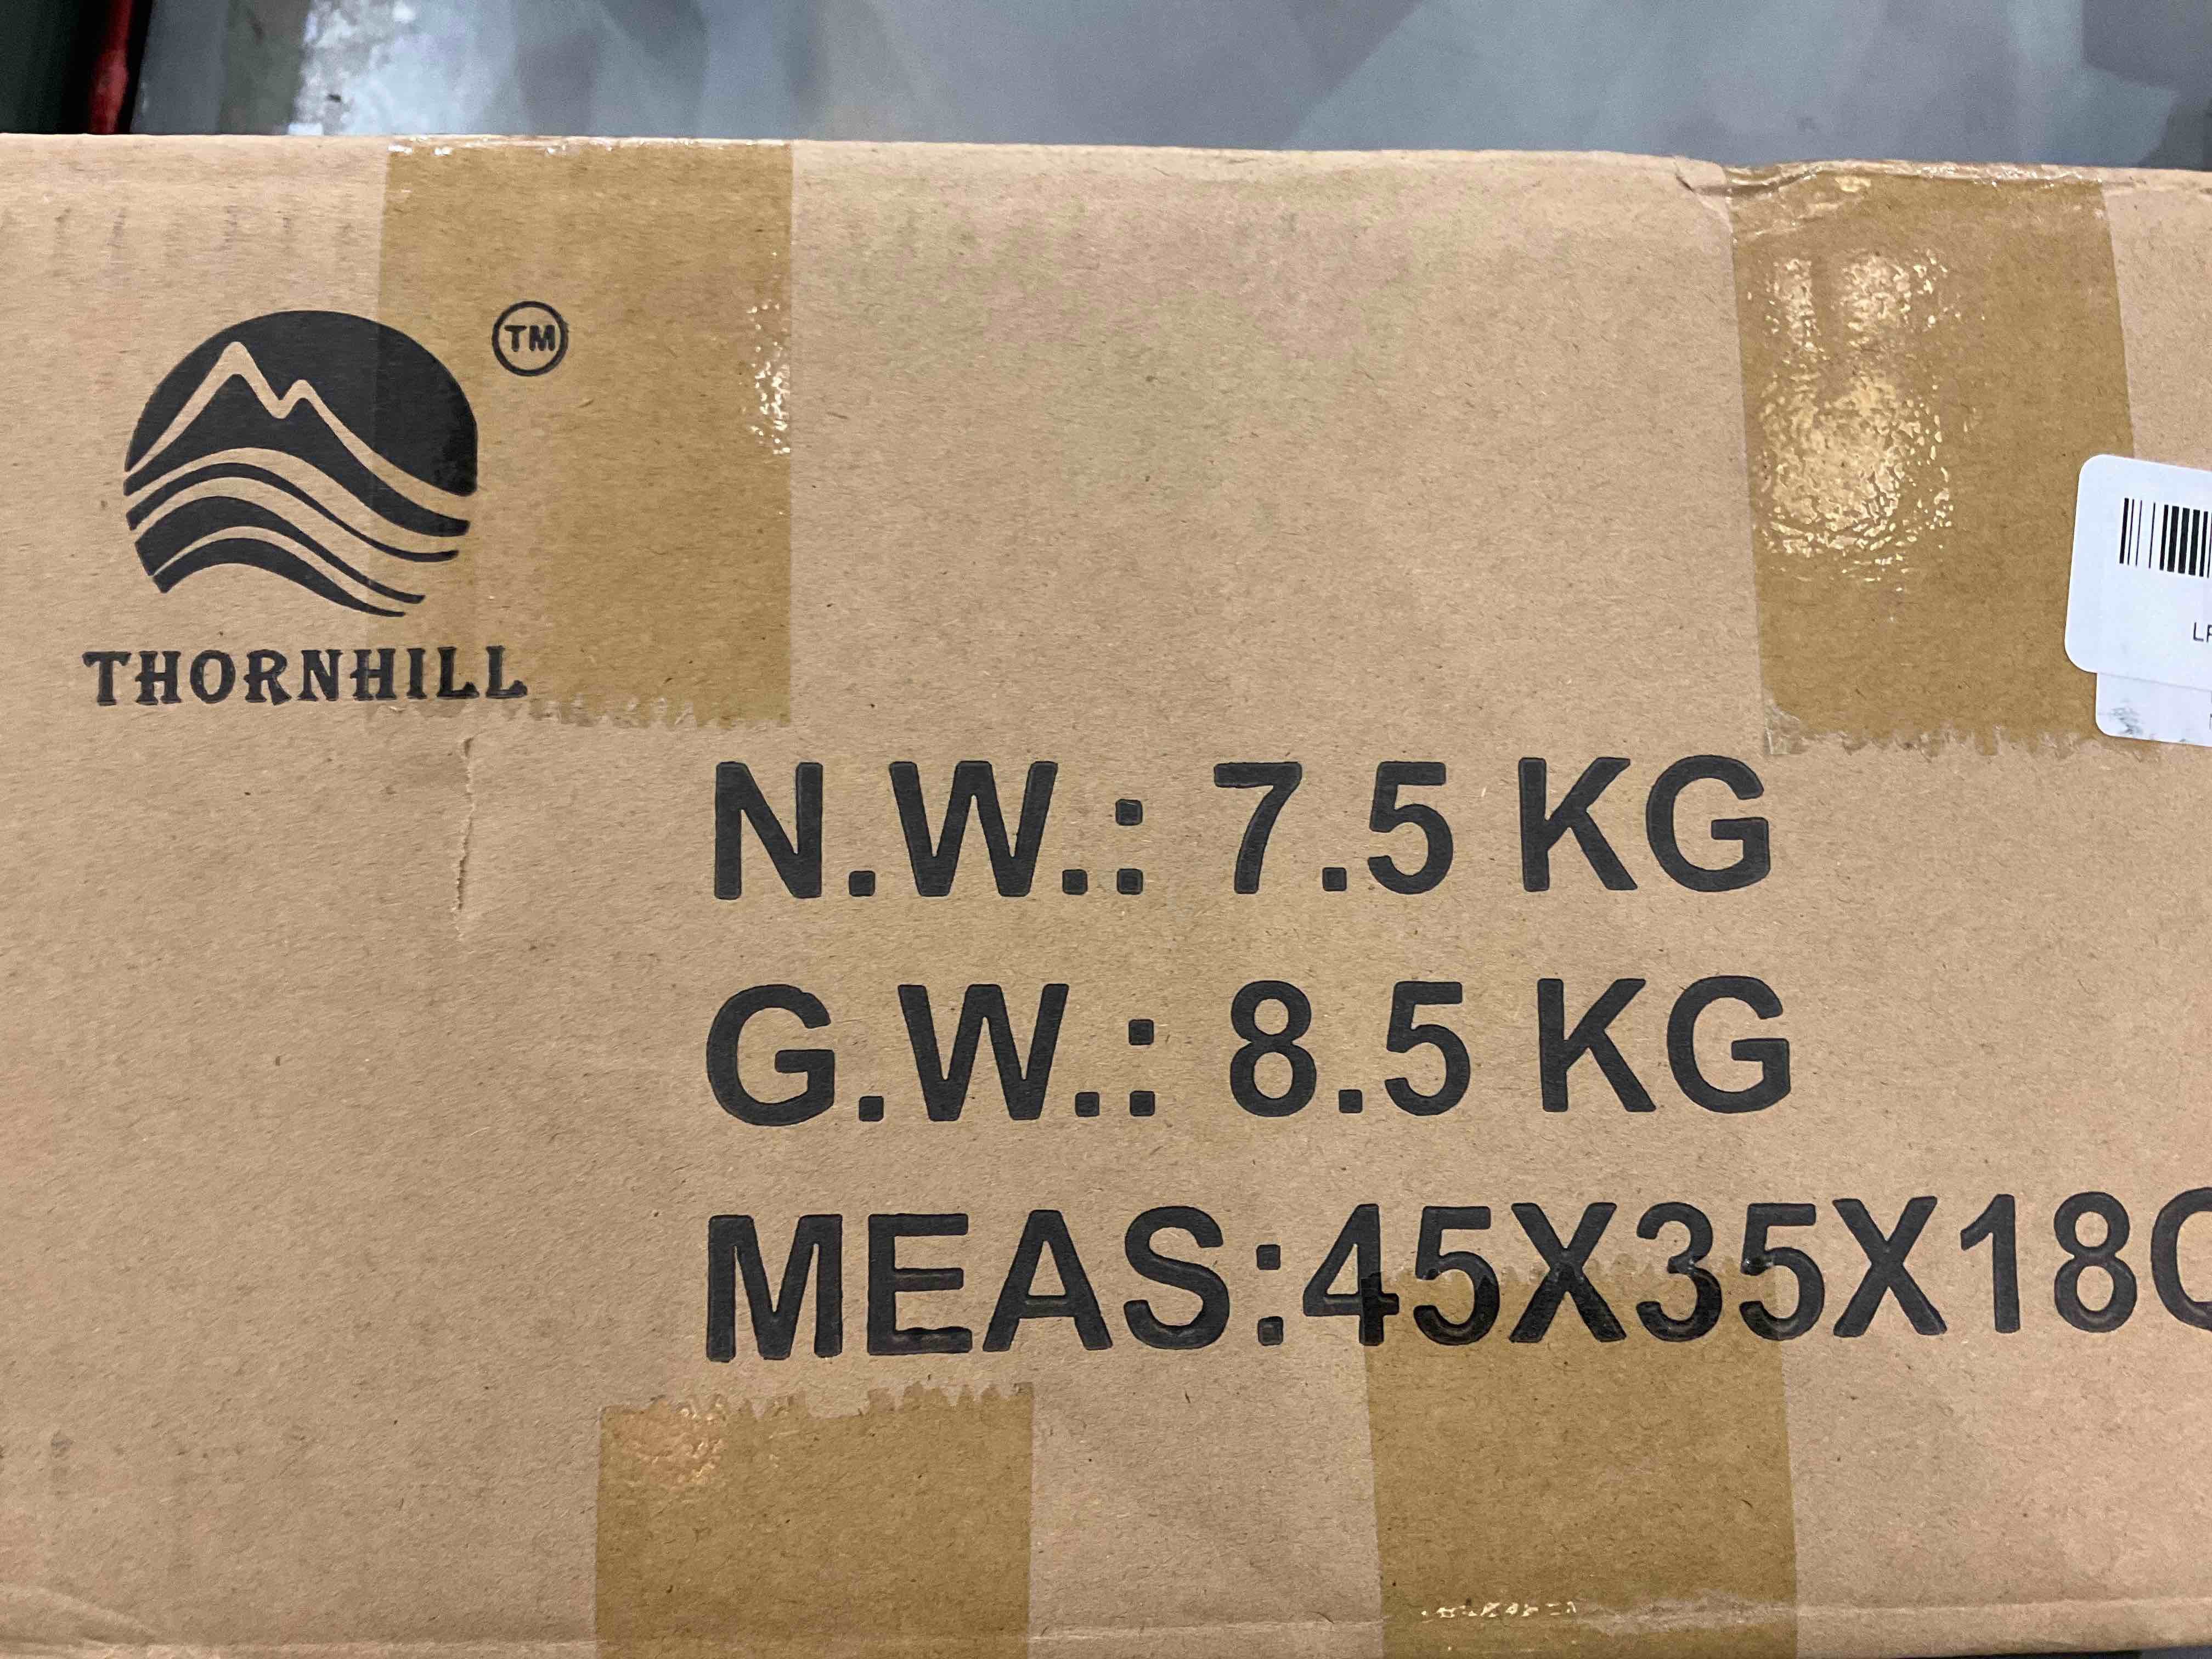 TM
THORNHILL
N.W.: 7.5 KG
G.W.: 8.5 KG
MEAS:45X35X18